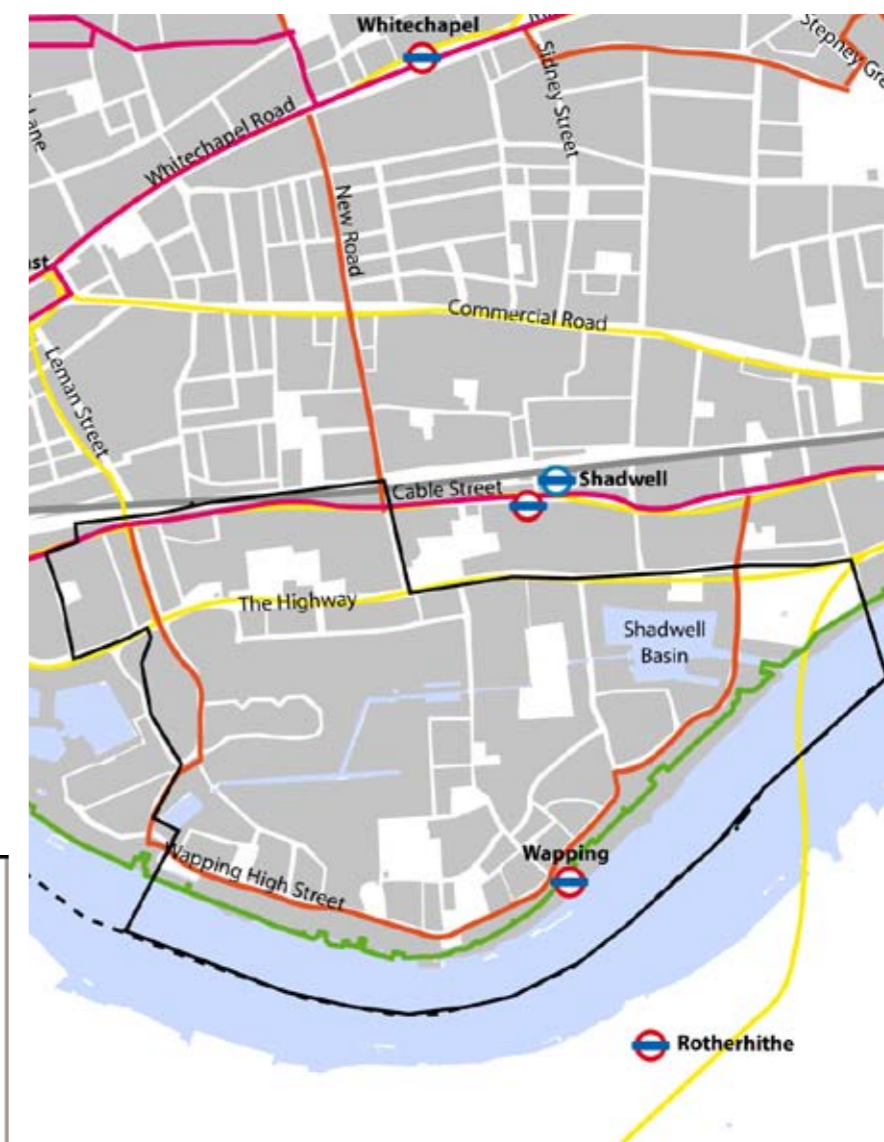 Whitechapel
Stepney Gre
Sidney Street
Lane
Whitechapel Road
New Road
ast
Commercial Road
Leman Street
Shadwell
Cable Street
The Highway
Shadwell
Basin
Wapping
Wapping High Street
Rotherhithe